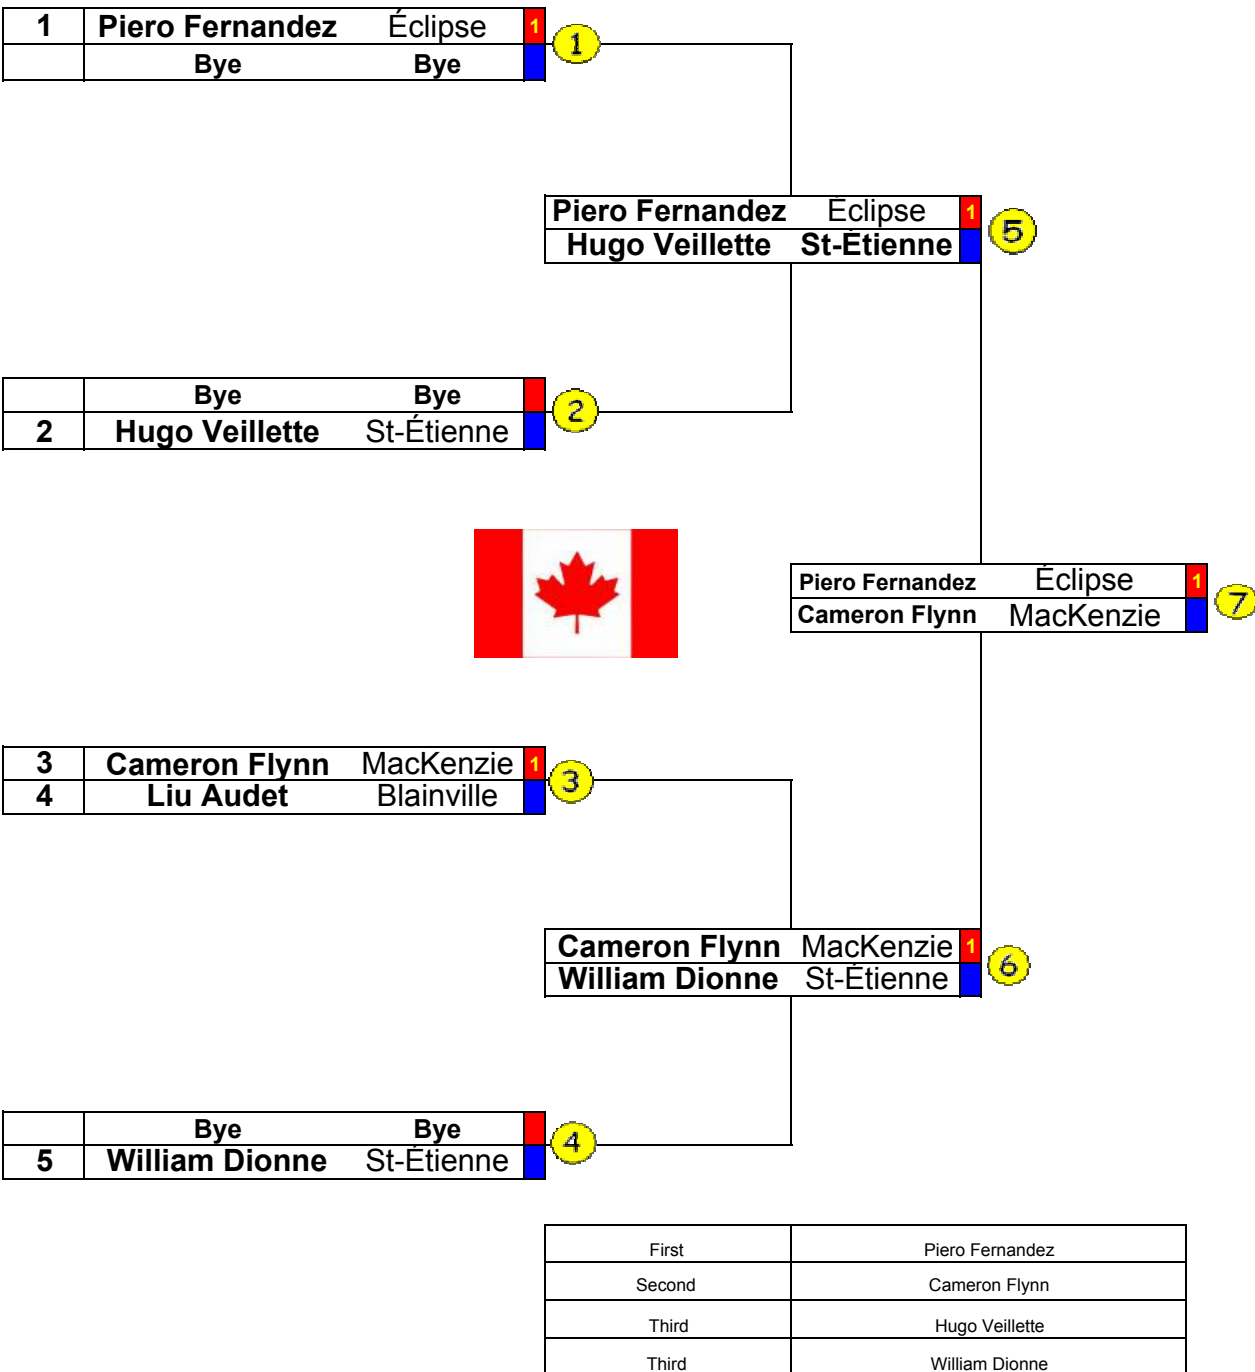 1 Piero Fernandez Éclipse 1
Bye Bye
1
Piero Fernandez Éclipse 1
Hugo Veillette St-Étienne
5
Bye Bye
2 Hugo Veillette St-Étienne
2
Piero Fernandez Éclipse 1
Cameron Flynn MacKenzie
7
3 Cameron Flynn MacKenzie 1
4 Liu Audet Blainville
3
Cameron Flynn MacKenzie 1
William Dionne St-Étienne
6
Bye Bye
5 William Dionne St-Étienne
4
First Piero Fernandez
Second Cameron Flynn
Third Hugo Veillette
Third William Dionne